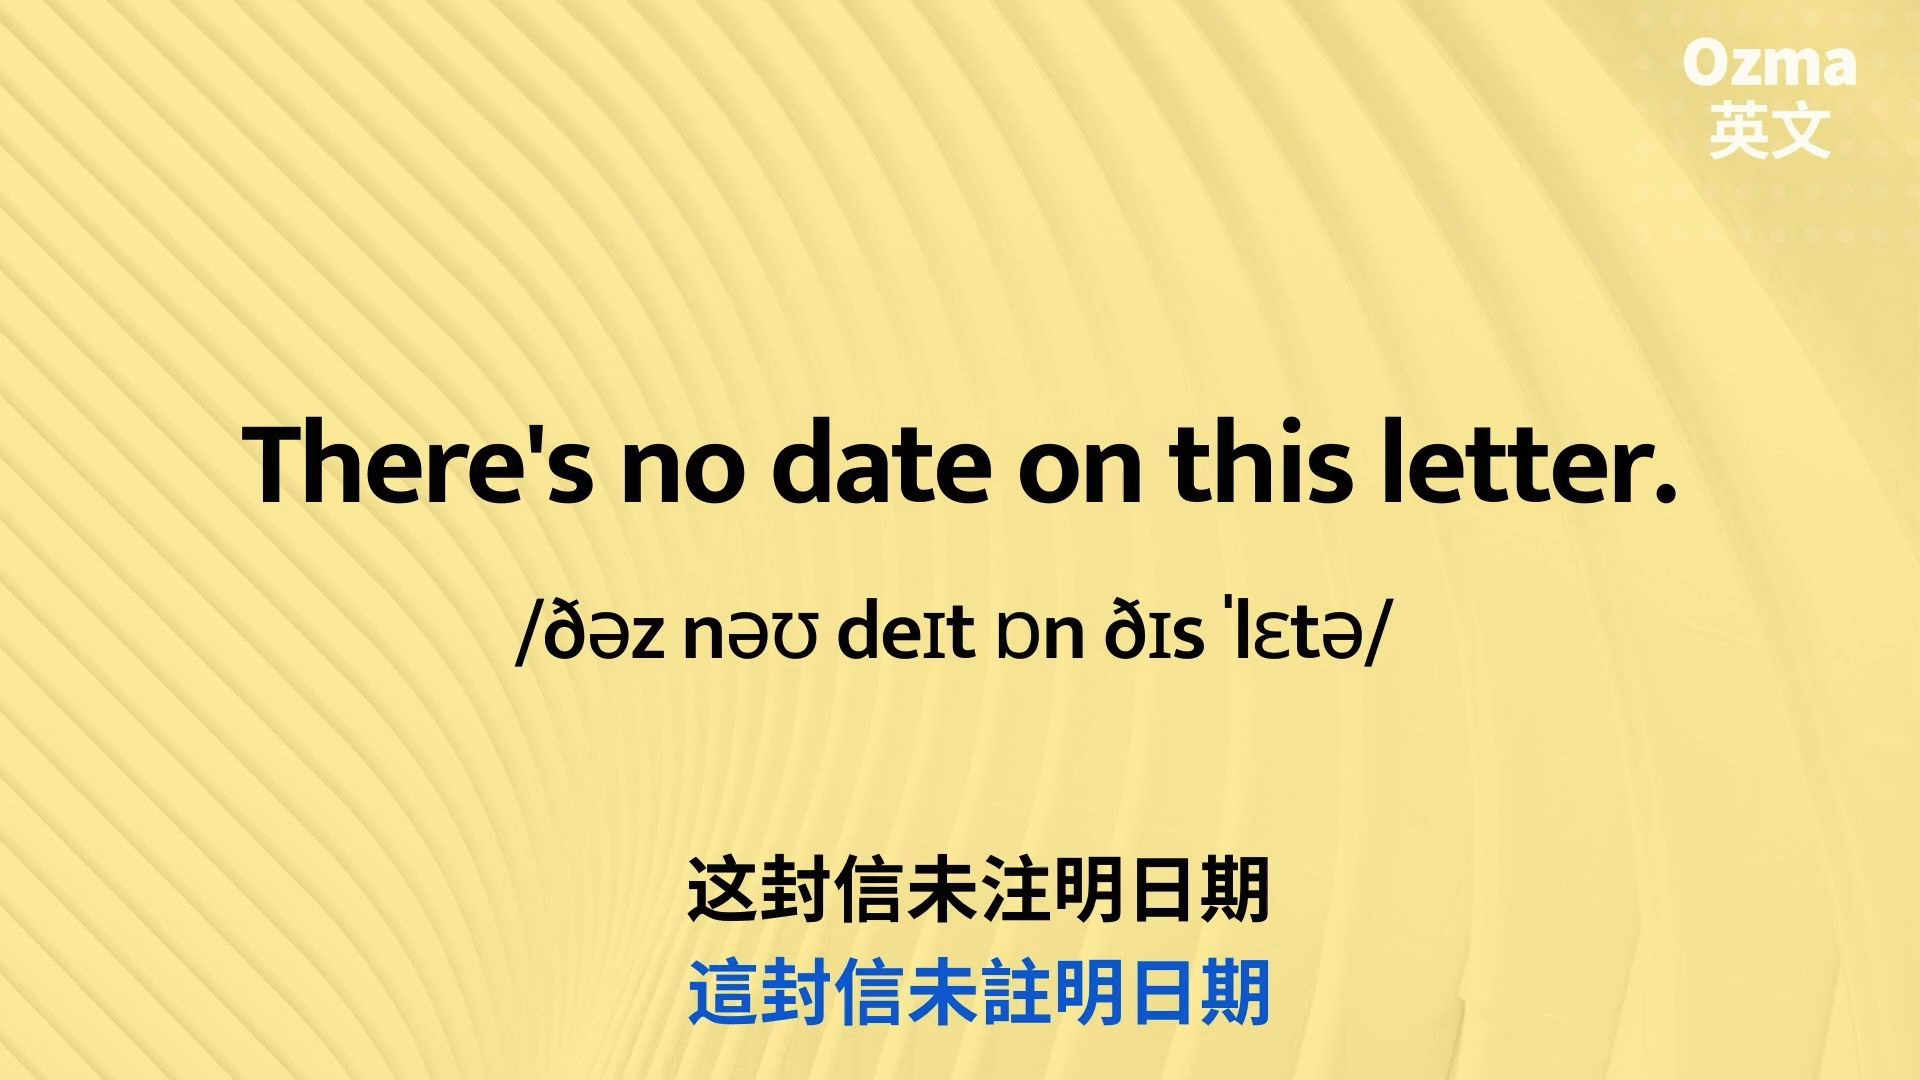 Ozma
英文
There's no date on this letter.
/ðəz nəʊ deɪt ɒn ðɪs ˈlɛtə/
这封信未注明日期
這封信未註明日期